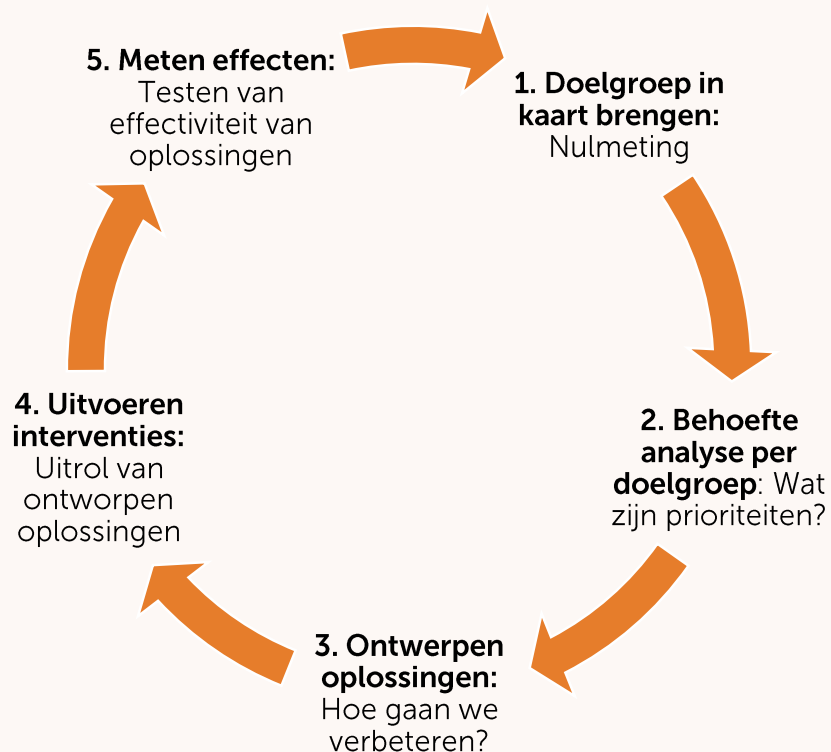 1. Doelgroep in
kaart brengen:
Nulmeting
2. Behoefte
analyse per
doelgroep: Wat
zijn prioriteiten?
3. Ontwerpen
oplossingen:
Hoe gaan we
verbeteren?
4. Uitvoeren
interventies:
Uitrol van
ontworpen
oplossingen
5. Meten effecten:
Testen van
effectiviteit van
oplossingen